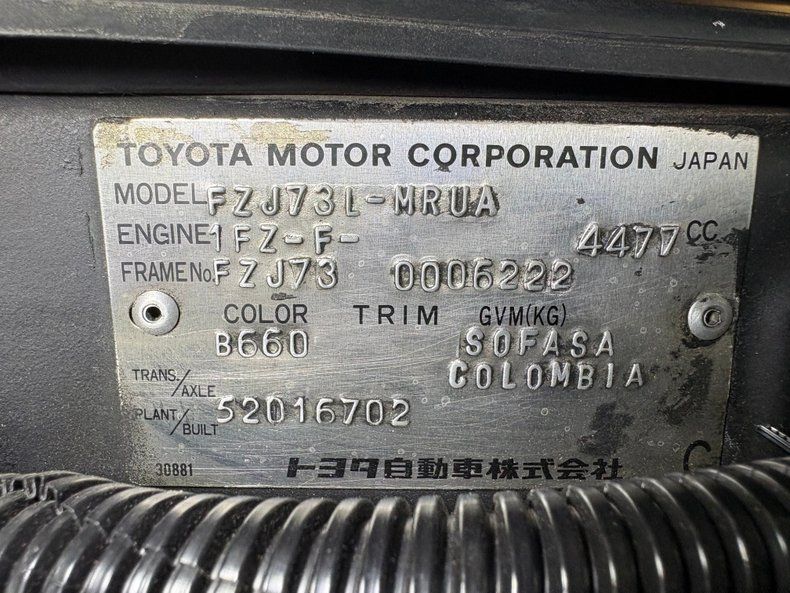 TOYOTA MOTOR CORPORATION JAPAN
MODEL FZJ73L-MRUA
ENGINE 1FZ-F- 4477 CC
FRAME No. FZJ73 0006222
COLOR TRIM GVM(KG)
B660 SOFASA
COLOMBIA
TRANS./AXLE
PLANT/BUILT 52016702
30881 トヨタ自動車株式会社 C